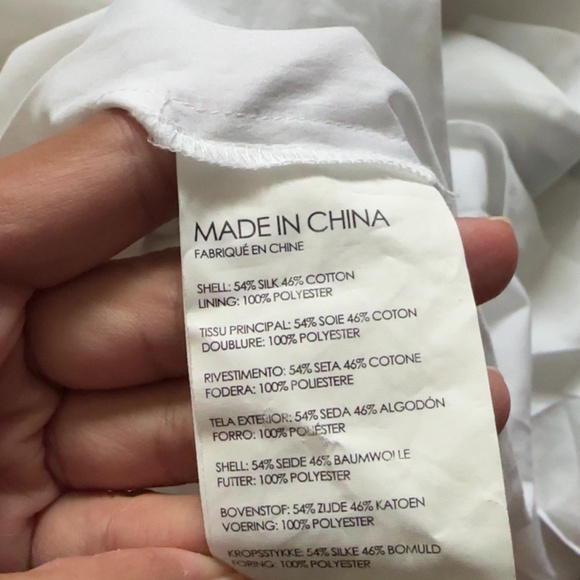 MADE IN CHINA
FABRIQUÉ EN CHINE
SHELL: 54% SILK 46% COTTON
LINING: 100% POLYESTER
TISSU PRINCIPAL: 54% SOIE 46% COTON
DOUBLURE: 100% POLYESTER
RIVESTIMENTO: 54% SETA 46% COTONE
FODERA: 100% POLIESTERE
TELA EXTERIOR: 54% SEDA 46% ALGODÓN
FORRO: 100% POLIÉSTER
SHELL: 54% SEIDE 46% BAUMWOLLE
FUTTER: 100% POLYESTER
BOVENSTOF: 54% ZIJDE 46% KATOEN
VOERING: 100% POLYESTER
KROPSSTYKKE: 54% SILKE 46% BOMULD
FORING: 100% POLYESTER